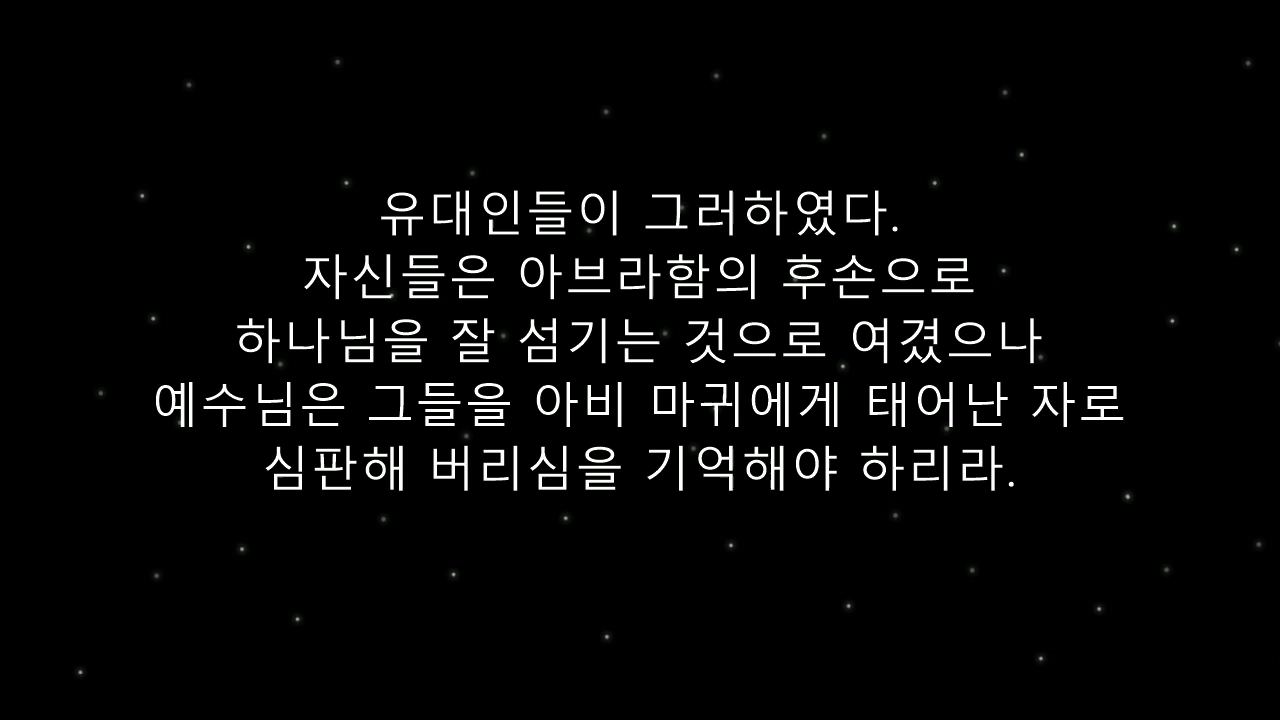 유대인들이 그러하였다.
자신들은 아브라함의 후손으로
하나님을 잘 섬기는 것으로 여겼으나
예수님은 그들을 아비 마귀에게 태어난 자로
심판해 버리심을 기억해야 하리라.